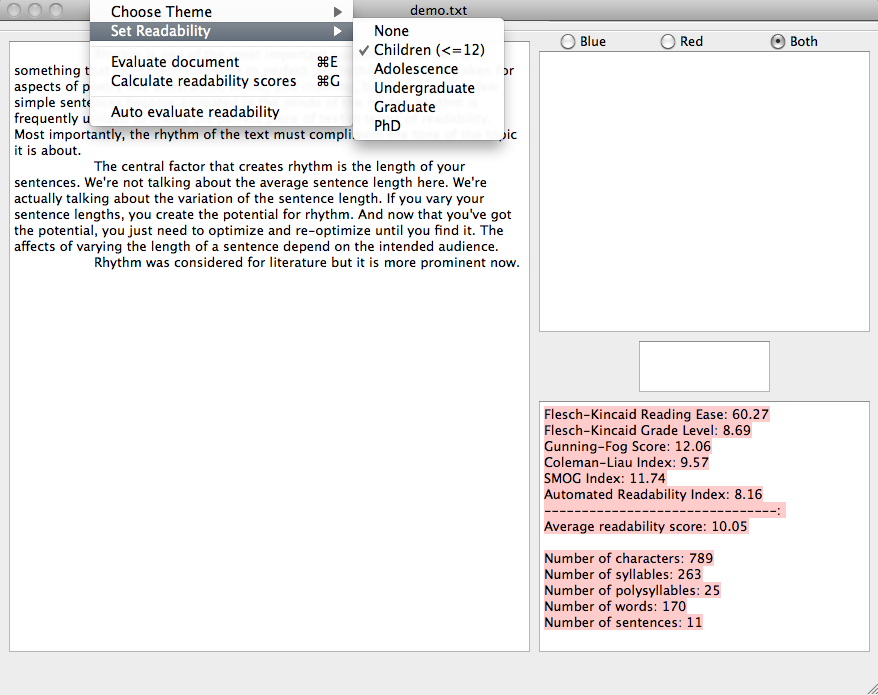 demo.txt
Choose Theme
Set Readability
Evaluate document ⌘E
Calculate readability scores ⌘G
Auto evaluate readability
None
✓ Children (<=12)
Adolescence
Undergraduate
Graduate
PhD
something
or
aspects of
simple
frequently
Most importantly, the rhythm of the text must
it is about.
The central factor that creates rhythm is the length of your
sentences. We're not talking about the average sentence length here. We're
actually talking about the variation of the sentence length. If you vary your
sentence lengths, you create the potential for rhythm. And now that you've got
the potential, you just need to optimize and re-optimize until you find it. The
affects of varying the length of a sentence depend on the intended audience.
Rhythm was considered for literature but it is more prominent now.
Blue Red Both
Flesch-Kincaid Reading Ease: 60.27
Flesch-Kincaid Grade Level: 8.69
Gunning-Fog Score: 12.06
Coleman-Liau Index: 9.57
SMOG Index: 11.74
Automated Readability Index: 8.16
-------------------------------:
Average readability score: 10.05
Number of characters: 789
Number of syllables: 263
Number of polysyllables: 25
Number of words: 170
Number of sentences: 11